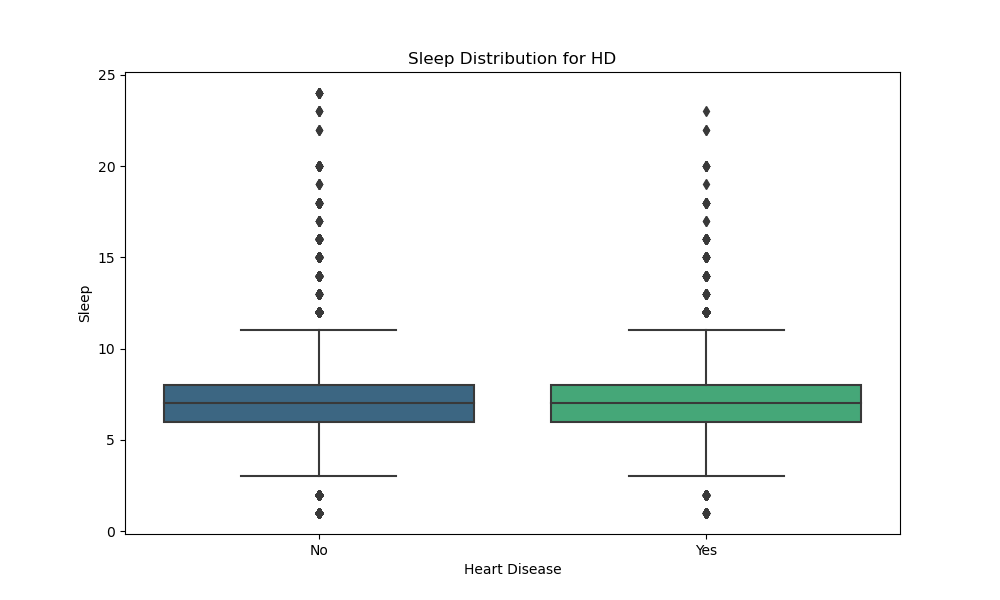 Sleep Distribution for HD
25
20
15
10
5
0
Sleep
No
Yes
Heart Disease